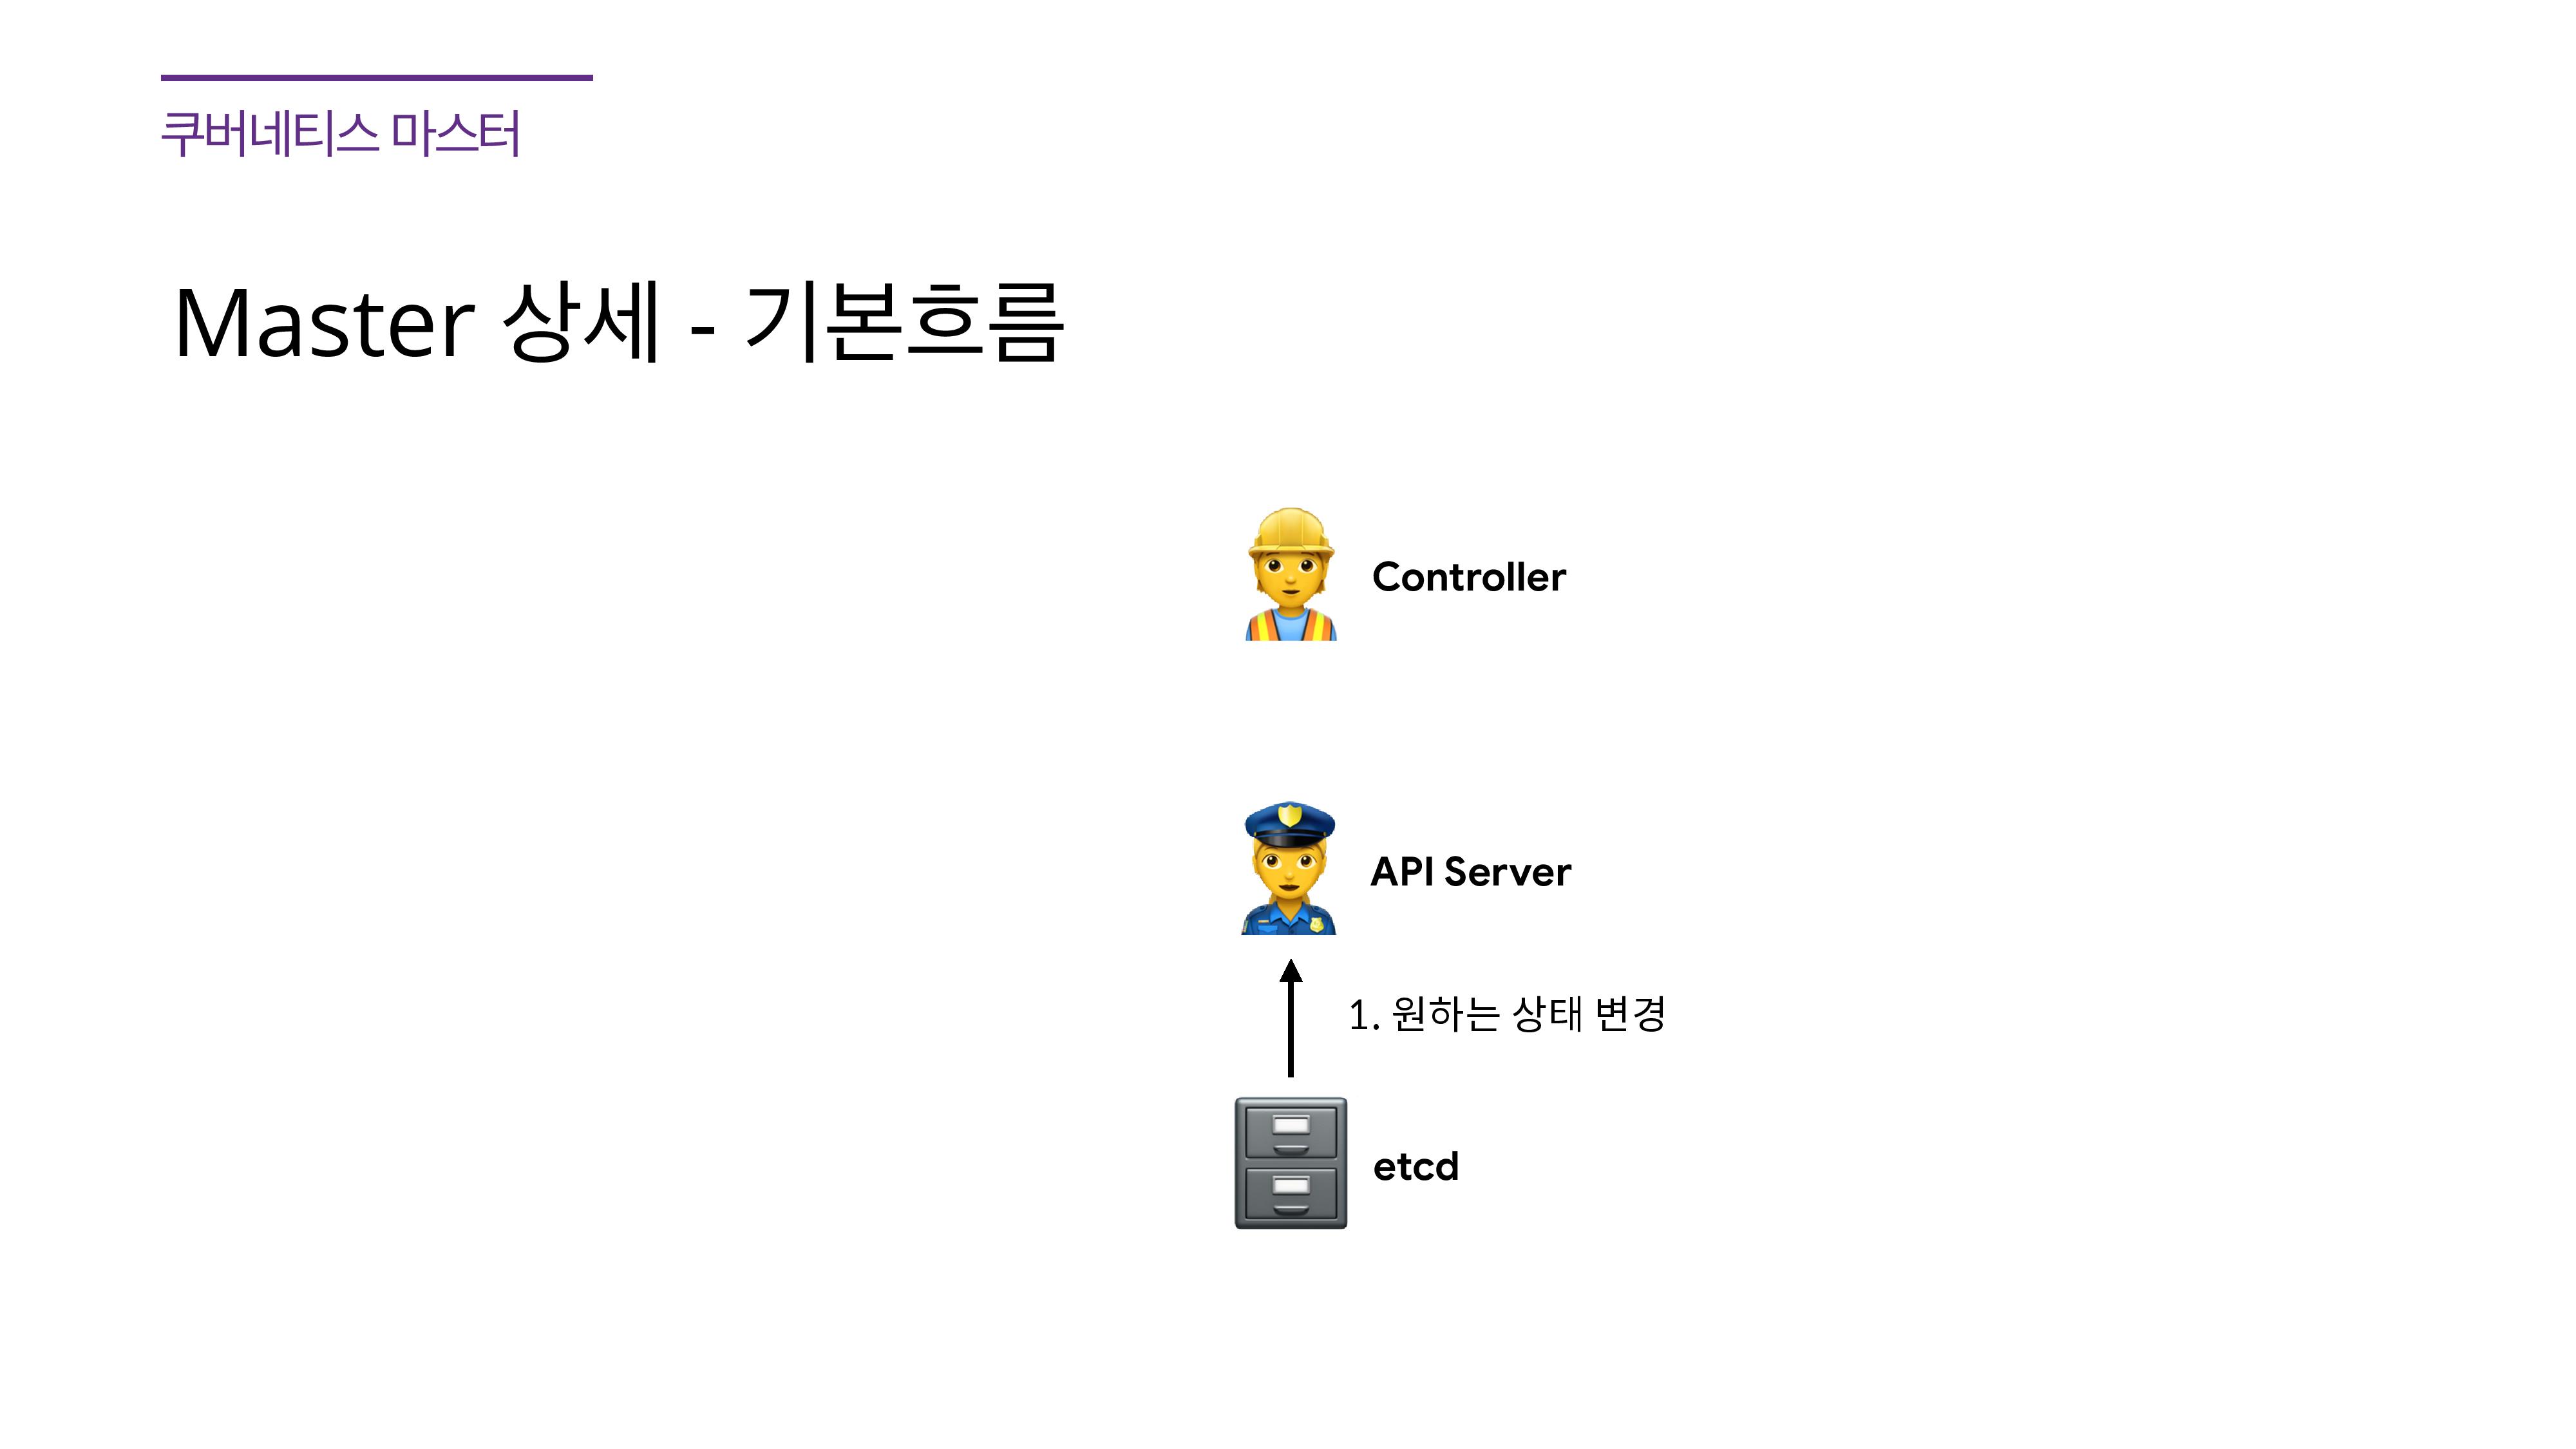 쿠버네티스 마스터
Master 상세 - 기본흐름
Controller
API Server
1. 원하는 상태 변경
etcd